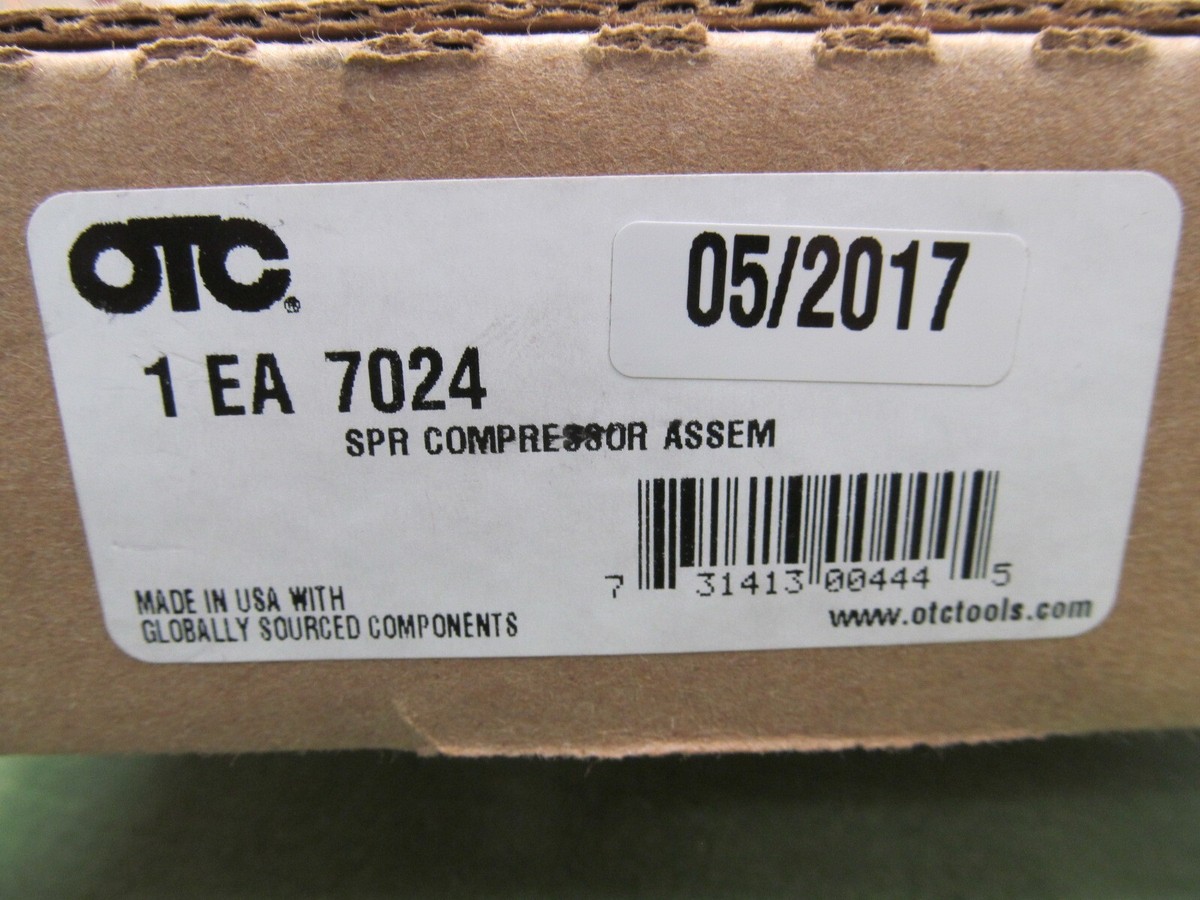 OTC
05/2017
1 EA 7024
SPR COMPRESSOR ASSEM
7 31413 00444 5
MADE IN USA WITH
GLOBALLY SOURCED COMPONENTS
www.otctools.com